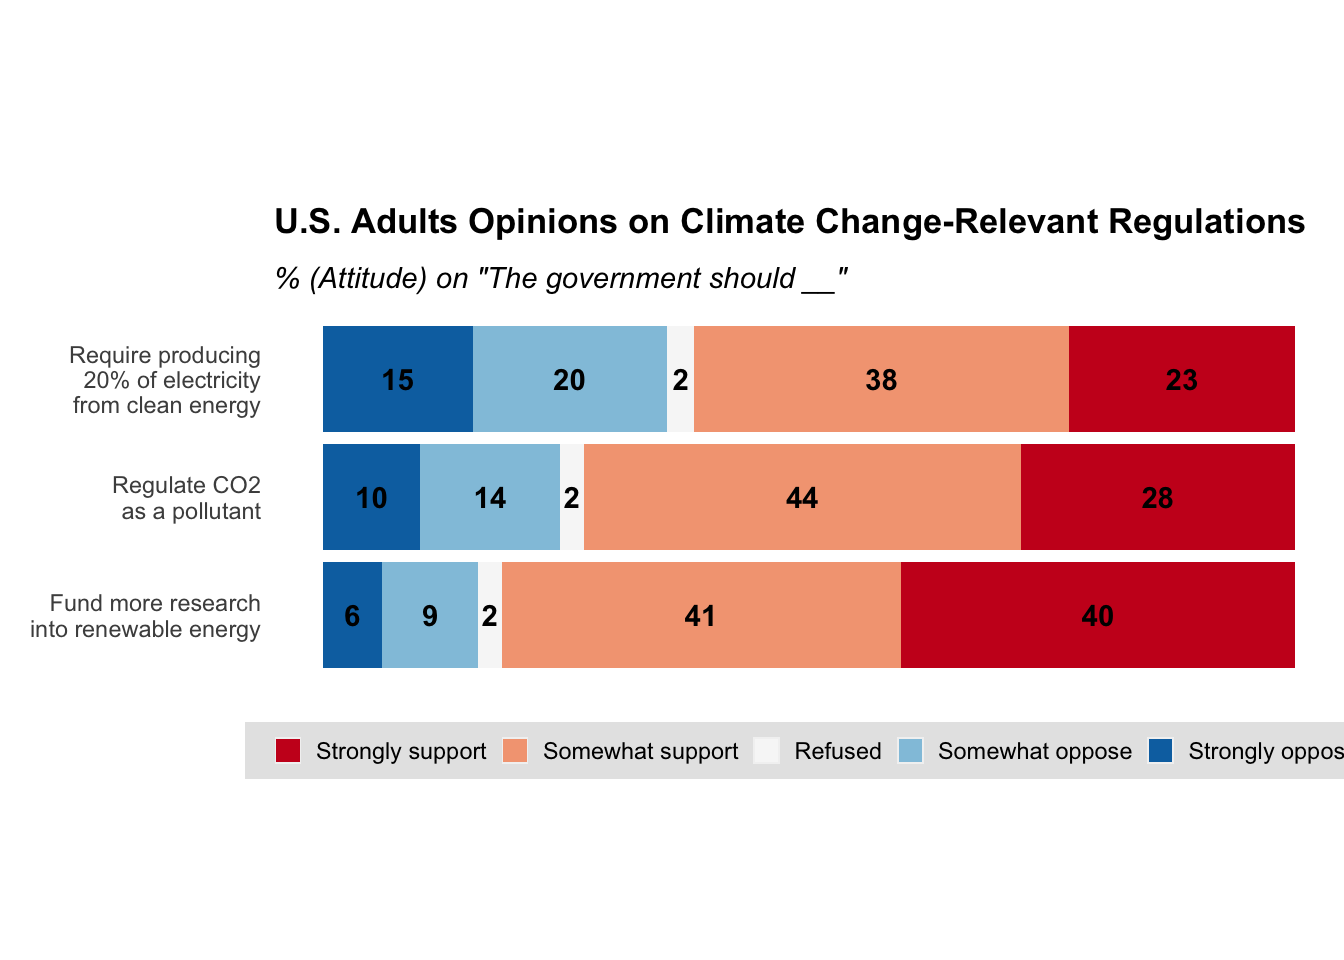 U.S. Adults Opinions on Climate Change-Relevant Regulations
% (Attitude) on "The government should __"
Require producing
20% of electricity
from clean energy
15 20 2 38 23
Regulate CO2
as a pollutant
10 14 2 44 28
Fund more research
into renewable energy
6 9 2 41 40
Strongly support Somewhat support Refused Somewhat oppose Strongly oppos